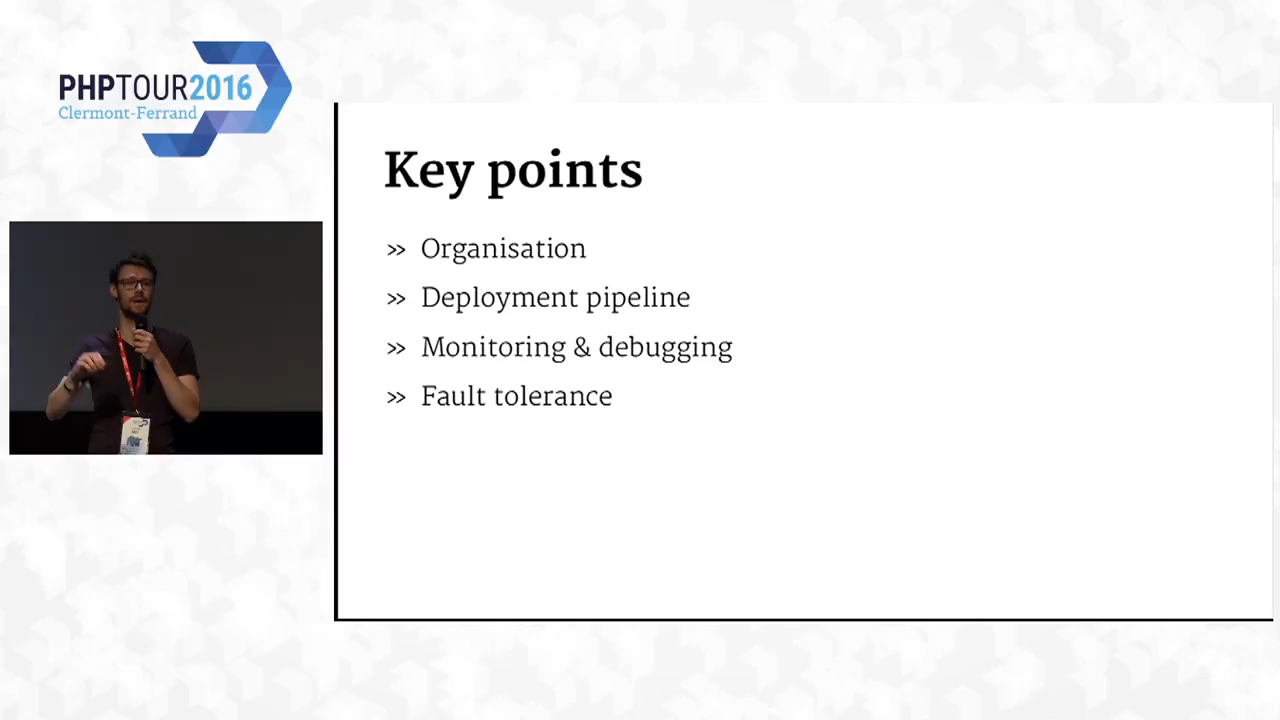 PHPTOUR2016
Clermont-Ferrand
Key points
» Organisation
» Deployment pipeline
» Monitoring & debugging
» Fault tolerance